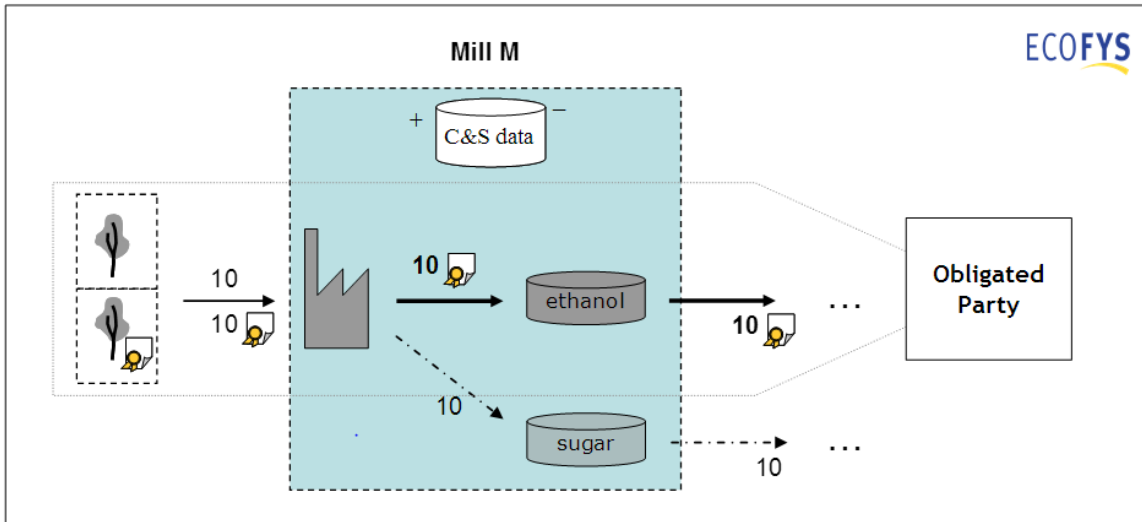 ECOFYS
Mill M
+
–
C&S data
10
10
10
ethanol
10
...
Obligated
Party
10
sugar
10
...